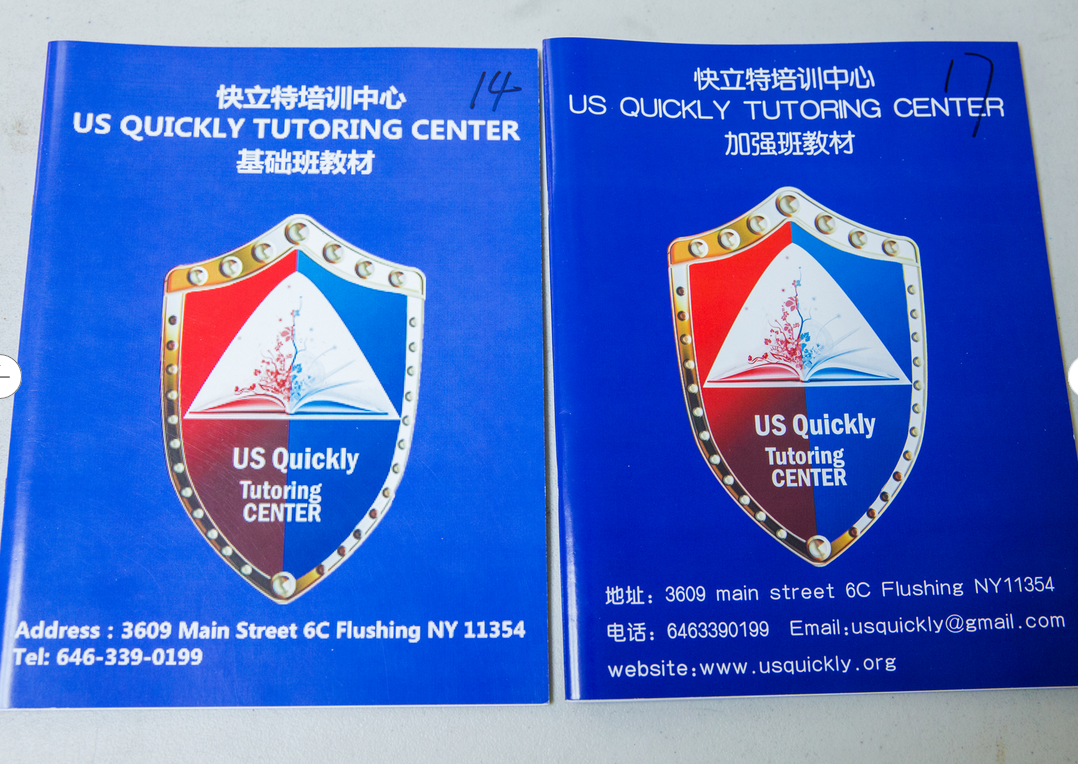 14
快立特培训中心
US QUICKLY TUTORING CENTER
基础班教材
US Quickly
Tutoring
CENTER
Address : 3609 Main Street 6C Flushing NY 11354
Tel: 646-339-0199
17
快立特培训中心
US QUICKLY TUTORING CENTER
加强班教材
US Quickly
Tutoring
CENTER
地址: 3609 main street 6C Flushing NY11354
电话: 6463390199 Email:usquickly@gmail.com
website:www.usquickly.org